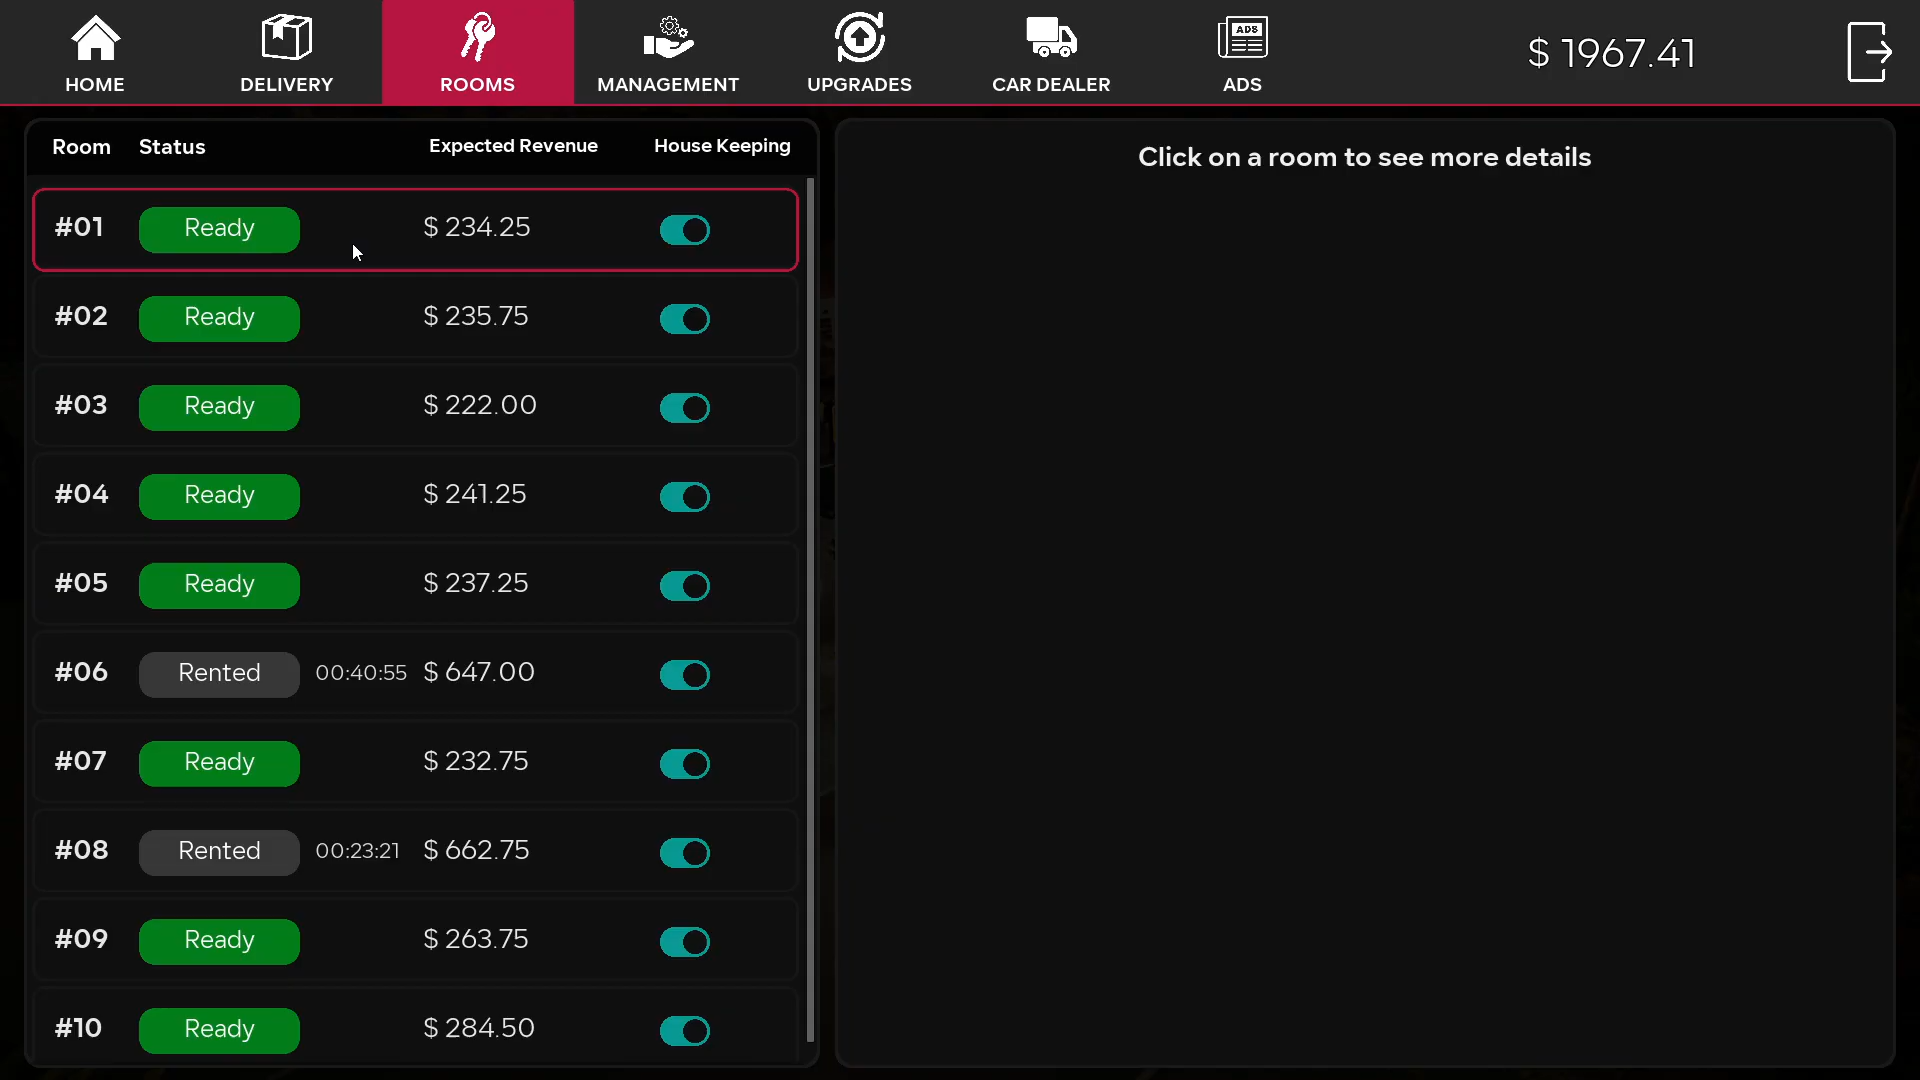 HOME
DELIVERY
ROOMS
MANAGEMENT
UPGRADES
CAR DEALER
ADS
ADS
$ 1967.41
Room Status Expected Revenue House Keeping
#01 Ready $ 234.25
#02 Ready $ 235.75
#03 Ready $ 222.00
#04 Ready $ 241.25
#05 Ready $ 237.25
#06 Rented 00:40:55 $ 647.00
#07 Ready $ 232.75
#08 Rented 00:23:21 $ 662.75
#09 Ready $ 263.75
#10 Ready $ 284.50
Click on a room to see more details